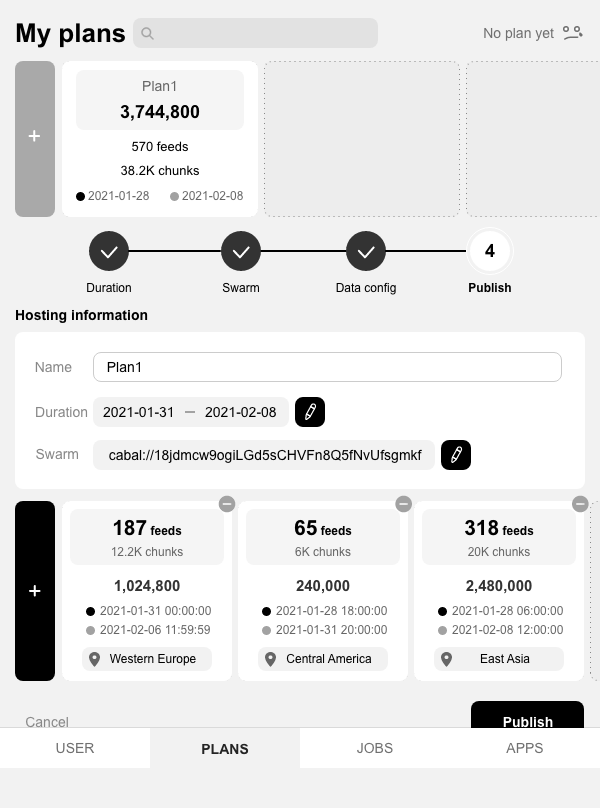 My plans
No plan yet
+
Plan1
3,744,800
570 feeds
38.2K chunks
2021-01-28 2021-02-08
4
Duration Swarm Data config Publish
Hosting information
Name Plan1
Duration 2021-01-31 — 2021-02-08
Swarm cabal://18jdmcw9ogiLGd5sCHVFn8Q5fNvUfsgmkf
+
187 feeds
12.2K chunks
1,024,800
2021-01-31 00:00:00
2021-02-06 11:59:59
Western Europe
65 feeds
6K chunks
240,000
2021-01-28 18:00:00
2021-01-31 20:00:00
Central America
318 feeds
20K chunks
2,480,000
2021-01-28 06:00:00
2021-02-08 12:00:00
East Asia
Cancel Publish
USER PLANS JOBS APPS